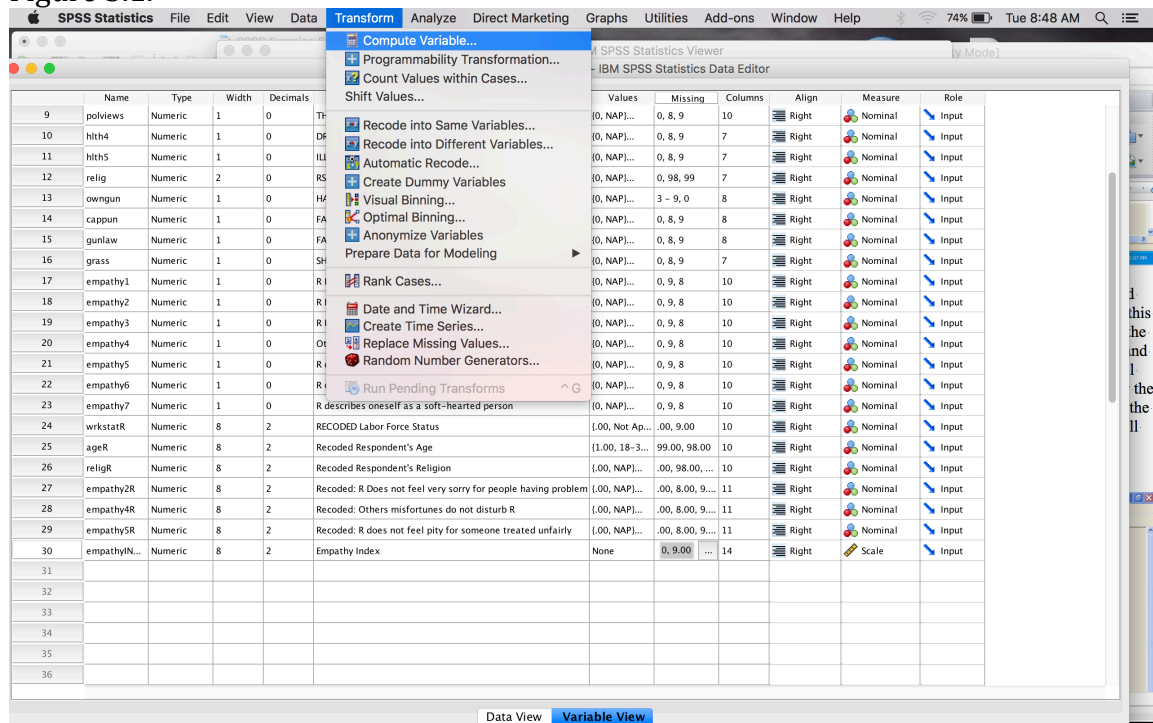 SPSS Statistics File Edit View Data Transform Analyze Direct Marketing Graphs Utilities Add-ons Window Help 74% Tue 8:48 AM
Compute Variable...
Programmability Transformation...
Count Values within Cases...
Shift Values...
Recode into Same Variables...
Recode into Different Variables...
Automatic Recode...
Create Dummy Variables
Visual Binning...
Optimal Binning...
Anonymize Variables
Prepare Data for Modeling
Rank Cases...
Date and Time Wizard...
Create Time Series...
Replace Missing Values...
Random Number Generators...
Run Pending Transforms ^G
SPSS Statistics Viewer
ty Mode]
- IBM SPSS Statistics Data Editor
Name Type Width Decimals Values Missing Columns Align Measure Role
9 polviews Numeric 1 0 TH {0, NAP}... 0, 8, 9 10 Right Nominal Input
10 hlth4 Numeric 1 0 DR {0, NAP}... 0, 8, 9 7 Right Nominal Input
11 hlth5 Numeric 1 0 ILL {0, NAP}... 0, 8, 9 7 Right Nominal Input
12 relig Numeric 2 0 RS {0, NAP}... 0, 98, 99 7 Right Nominal Input
13 owngun Numeric 1 0 HA {0, NAP}... 3 - 9, 0 8 Right Nominal Input
14 cappun Numeric 1 0 FA {0, NAP}... 0, 8, 9 8 Right Nominal Input
15 gunlaw Numeric 1 0 FA {0, NAP}... 0, 8, 9 8 Right Nominal Input
16 grass Numeric 1 0 SH {0, NAP}... 0, 8, 9 7 Right Nominal Input
17 empathy1 Numeric 1 0 R {0, NAP}... 0, 9, 8 10 Right Nominal Input
18 empathy2 Numeric 1 0 R {0, NAP}... 0, 9, 8 10 Right Nominal Input
19 empathy3 Numeric 1 0 R {0, NAP}... 0, 9, 8 10 Right Nominal Input
20 empathy4 Numeric 1 0 Ot {0, NAP}... 0, 9, 8 10 Right Nominal Input
21 empathy5 Numeric 1 0 R {0, NAP}... 0, 9, 8 10 Right Nominal Input
22 empathy6 Numeric 1 0 R {0, NAP}... 0, 9, 8 10 Right Nominal Input
23 empathy7 Numeric 1 0 R describes oneself as a soft-hearted person {0, NAP}... 0, 9, 8 10 Right Nominal Input
24 wrkstatR Numeric 8 2 RECODED Labor Force Status {.00, Not Ap... .00, 9.00 10 Right Nominal Input
25 ageR Numeric 8 2 Recoded Respondent's Age {1.00, 18-3... 99.00, 98.00 10 Right Nominal Input
26 religR Numeric 8 2 Recoded Respondent's Religion {.00, NAP}... .00, 98.00, ... 10 Right Nominal Input
27 empathy2R Numeric 8 2 Recoded: R Does not feel very sorry for people having problem {.00, NAP}... .00, 8.00, 9.... 11 Right Nominal Input
28 empathy4R Numeric 8 2 Recoded: Others misfortunes do not disturb R {.00, NAP}... .00, 8.00, 9.... 11 Right Nominal Input
29 empathy5R Numeric 8 2 Recoded: R does not feel pity for someone treated unfairly {.00, NAP}... .00, 8.00, 9.... 11 Right Nominal Input
30 empathyIN... Numeric 8 2 Empathy Index None 0, 9.00 ... 14 Right Scale Input
31
32
33
34
35
36
this
the
the
the
Data View Variable View